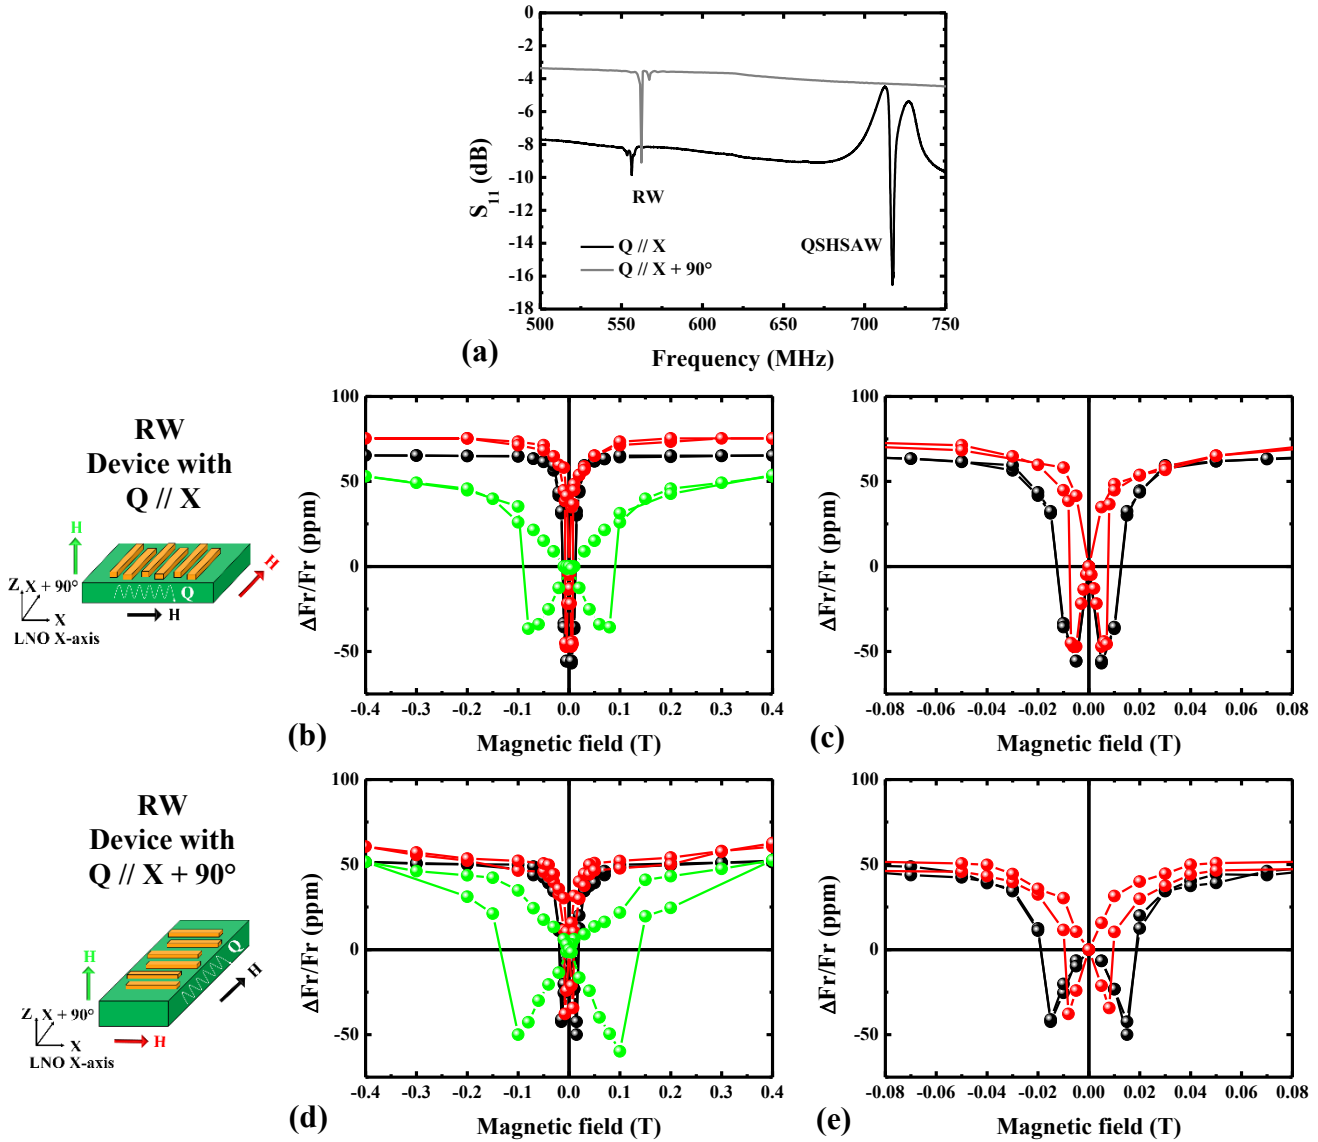 0
-2
-4
-6
-8
-10
-12
-14
-16
-18
S₁₁ (dB)
RW
QSHSAW
Q // X
Q // X + 90°
500 550 600 650 700 750
(a) Frequency (MHz)
RW
Device with
Q // X
H
H
Z X + 90°
Q
X
H
LNO X-axis
100
50
0
-50
ΔFr/Fr (ppm)
-0.4 -0.3 -0.2 -0.1 0.0 0.1 0.2 0.3 0.4
(b) Magnetic field (T)
100
50
0
-50
ΔFr/Fr (ppm)
-0.08 -0.06 -0.04 -0.02 0.00 0.02 0.04 0.06 0.08
(c) Magnetic field (T)
RW
Device with
Q // X + 90°
H
Q
H
Z X + 90°
X
H
LNO X-axis
100
50
0
-50
ΔFr/Fr (ppm)
-0.4 -0.3 -0.2 -0.1 0.0 0.1 0.2 0.3 0.4
(d) Magnetic field (T)
100
50
0
-50
ΔFr/Fr (ppm)
-0.08 -0.06 -0.04 -0.02 0.00 0.02 0.04 0.06 0.08
(e) Magnetic field (T)